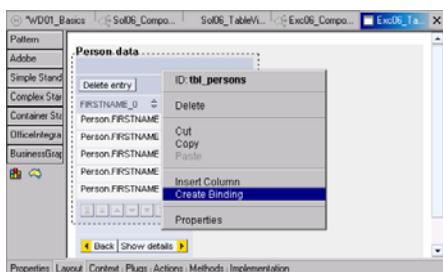 *WD01_Basics
Sol06_Compo...
Sol06_TableVi...
Exc06_Compo...
Exc06_Ta...
Pattern
Adobe
Simple Stand
Complex Star
Container Sta
OfficeIntegra
BusinessGrap
Person data
Delete entry
FIRSTNAME_0
Person.FIRSTNAME
Person.FIRSTNAME
Person.FIRSTNAME
Person.FIRSTNAME
Person.FIRSTNAME
ID: tbl_persons
Delete
Cut
Copy
Paste
Insert Column
Create Binding
Properties
Back
Show details
Properties
Layout
Context
Plugs
Actions
Methods
Implementation